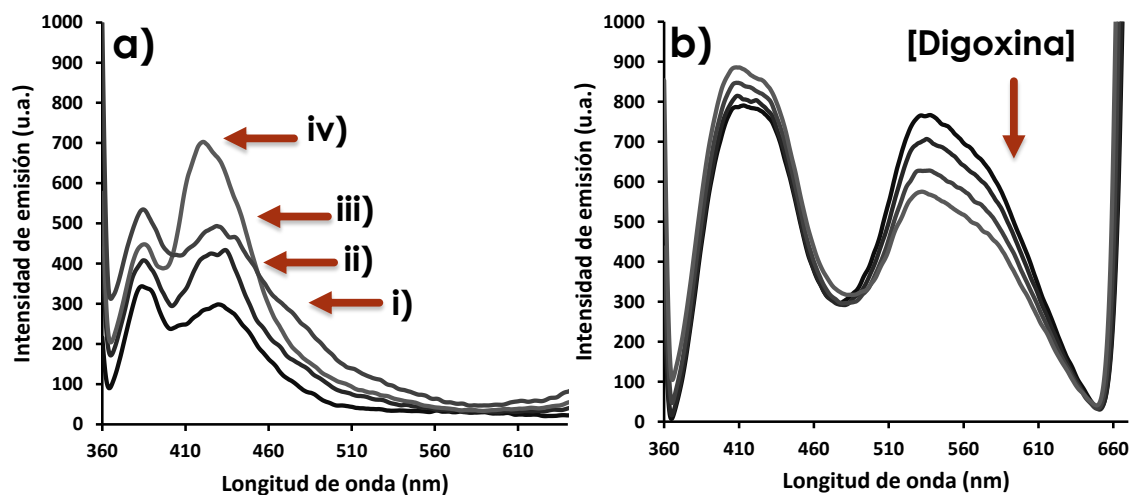 a)
Intensidad de emisión (u.a.)
1000
900
800
700
600
500
400
300
200
100
0
iv)
iii)
ii)
i)
360 410 460 510 560 610
Longitud de onda (nm)
b)
[Digoxina]
Intensidad de emisión (u.a.)
1000
900
800
700
600
500
400
300
200
100
0
360 410 460 510 560 610 660
Longitud de onda (nm)